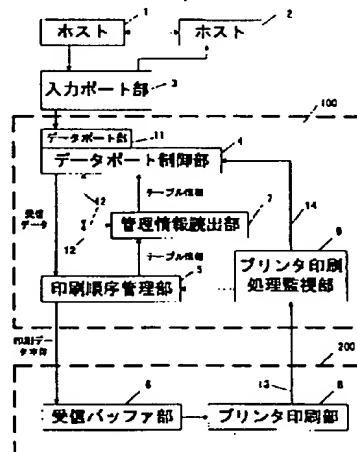 1
2
ホスト
ホスト
入力ポート部
3
100
データポート部
11
データポート制御部
4
受信
データ
12
12
テーブル情報
管理情報読出部
7
14
テーブル情報
印刷順序管理部
5
プリンタ印刷
処理監視部
9
印刷デ
200
受信バッファ部
6
13
プリンタ印刷部
8